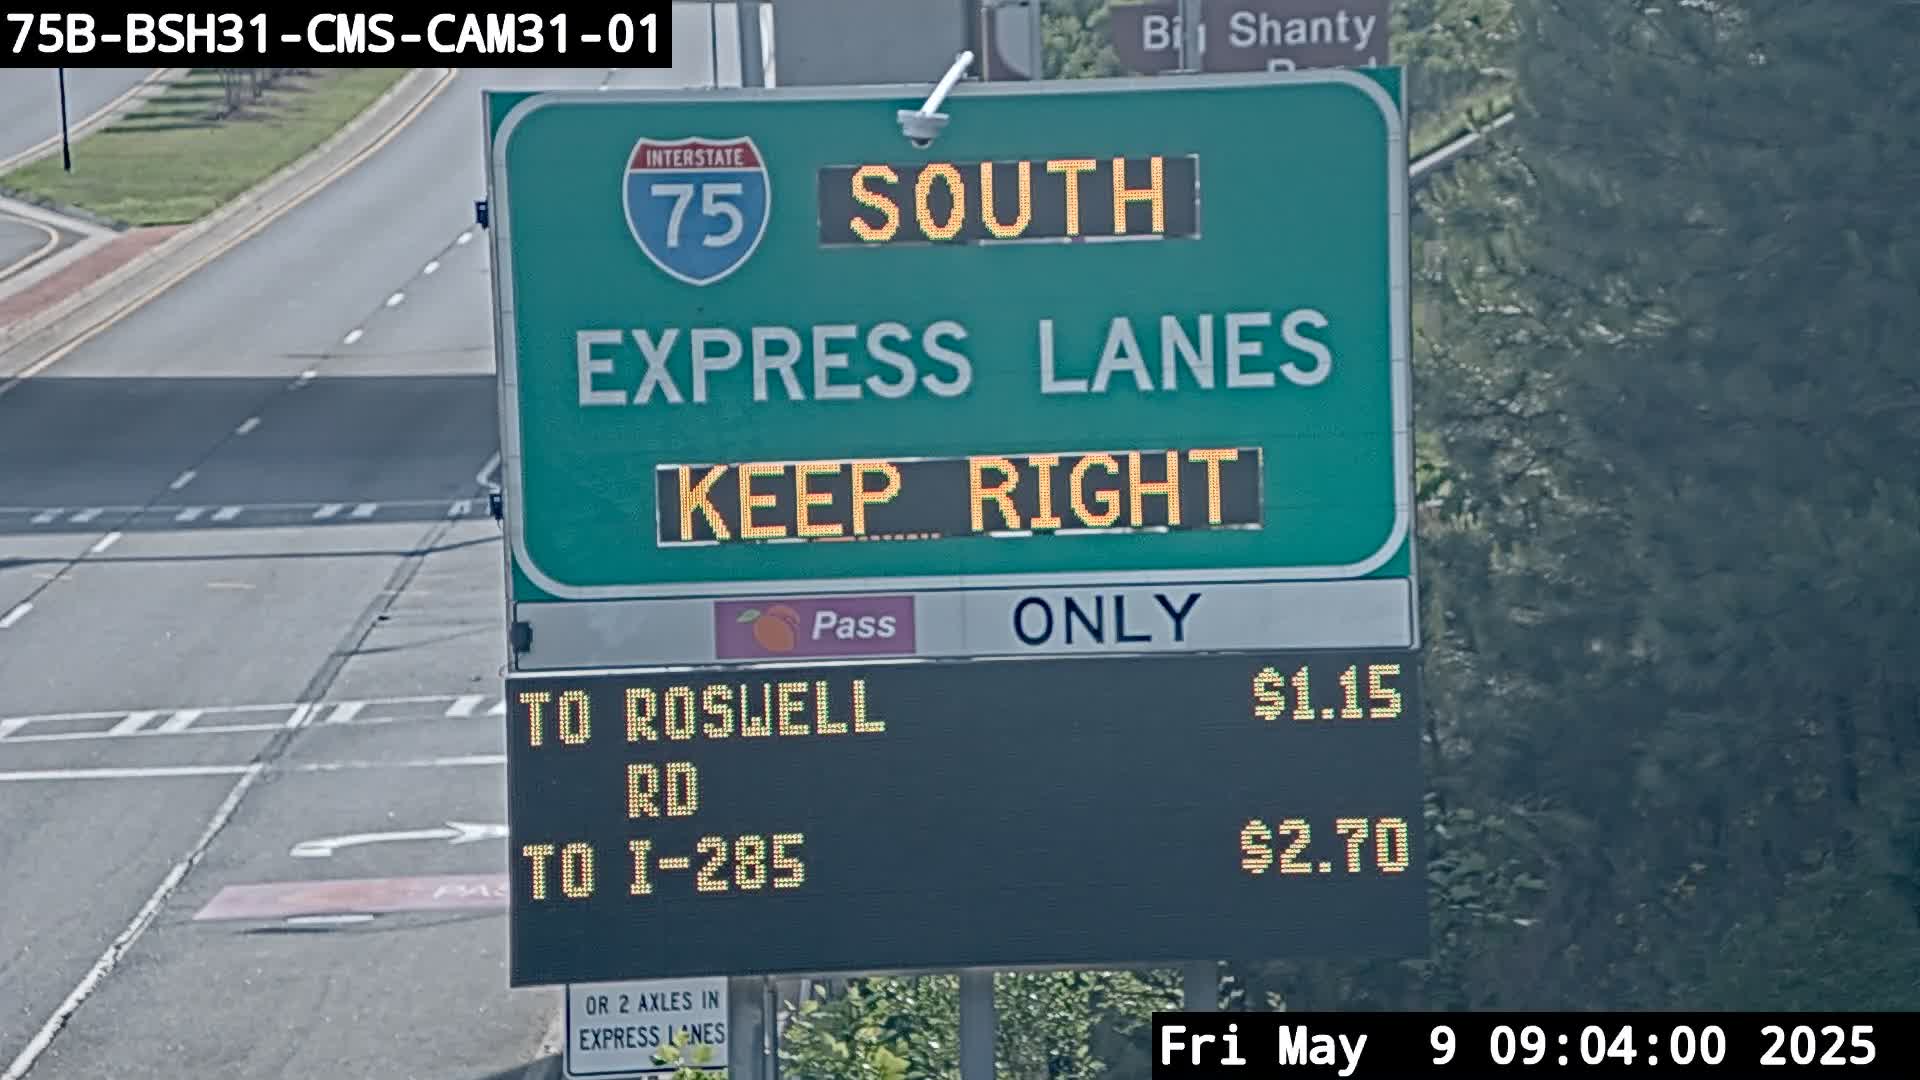 75B-BSH31-CMS-CAM31-01
Big Shanty
Road
INTERSTATE
75
SOUTH
EXPRESS LANES
KEEP RIGHT
Pass ONLY
TO ROSWELL $1.15
RD
TO I-285 $2.70
PAS
OR 2 AXLES IN
EXPRESS LANES
Fri May 9 09:04:00 2025